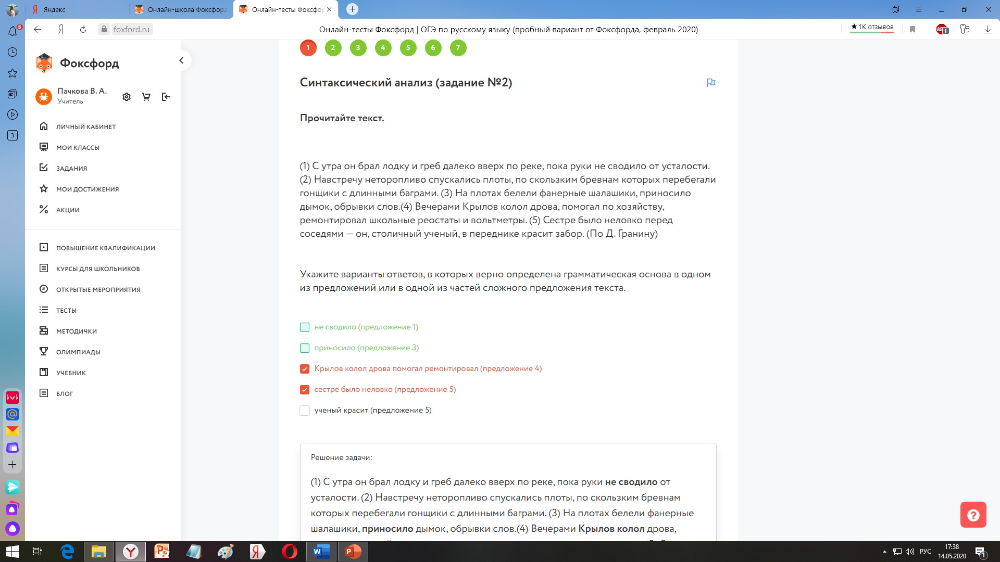 Яндекс
Онлайн-школа Фоксфорд
Онлайн-тесты Фоксфо
5
foxford.ru
Онлайн-тесты Фоксфорд | ОГЭ по русскому языку (пробный вариант от Фоксфорда, февраль 2020)
★ 1К отзывов
1
3
Фоксфорд
Пачкова В. А.
Учитель
ЛИЧНЫЙ КАБИНЕТ
МОИ КЛАССЫ
ЗАДАНИЯ
МОИ ДОСТИЖЕНИЯ
АКЦИИ
ПОВЫШЕНИЕ КВАЛИФИКАЦИИ
КУРСЫ ДЛЯ ШКОЛЬНИКОВ
ОТКРЫТЫЕ МЕРОПРИЯТИЯ
ТЕСТЫ
МЕТОДИЧКИ
ОЛИМПИАДЫ
УЧЕБНИК
БЛОГ
1 2 3 4 5 6 7
Синтаксический анализ (задание №2)
Прочитайте текст.
(1) С утра он брал лодку и греб далеко вверх по реке, пока руки не сводило от усталости.
(2) Навстречу неторопливо спускались плоты, по скользким бревнам которых перебегали
гонщики с длинными баграми. (3) На плотах белели фанерные шалашики, приносило
дымок, обрывки слов.(4) Вечерами Крылов колол дрова, помогал по хозяйству,
ремонтировал школьные реостаты и вольтметры. (5) Сестре было неловко перед
соседями — он, столичный ученый, в переднике красит забор. (По Д. Гранину)
Укажите варианты ответов, в которых верно определена грамматическая основа в одном
из предложений или в одной из частей сложного предложения текста.
не сводило (предложение 1)
приносило (предложение 3)
Крылов колол дрова помогал ремонтировал (предложение 4)
сестре было неловко (предложение 5)
ученый красит (предложение 5)
Решение задачи:
(1) С утра он брал лодку и греб далеко вверх по реке, пока руки не сводило от
усталости. (2) Навстречу неторопливо спускались плоты, по скользким бревнам
которых перебегали гонщики с длинными баграми. (3) На плотах белели фанерные
шалашики, приносило дымок, обрывки слов.(4) Вечерами Крылов колол дрова,
ivi
РУС
17:38
14.05.2020
1